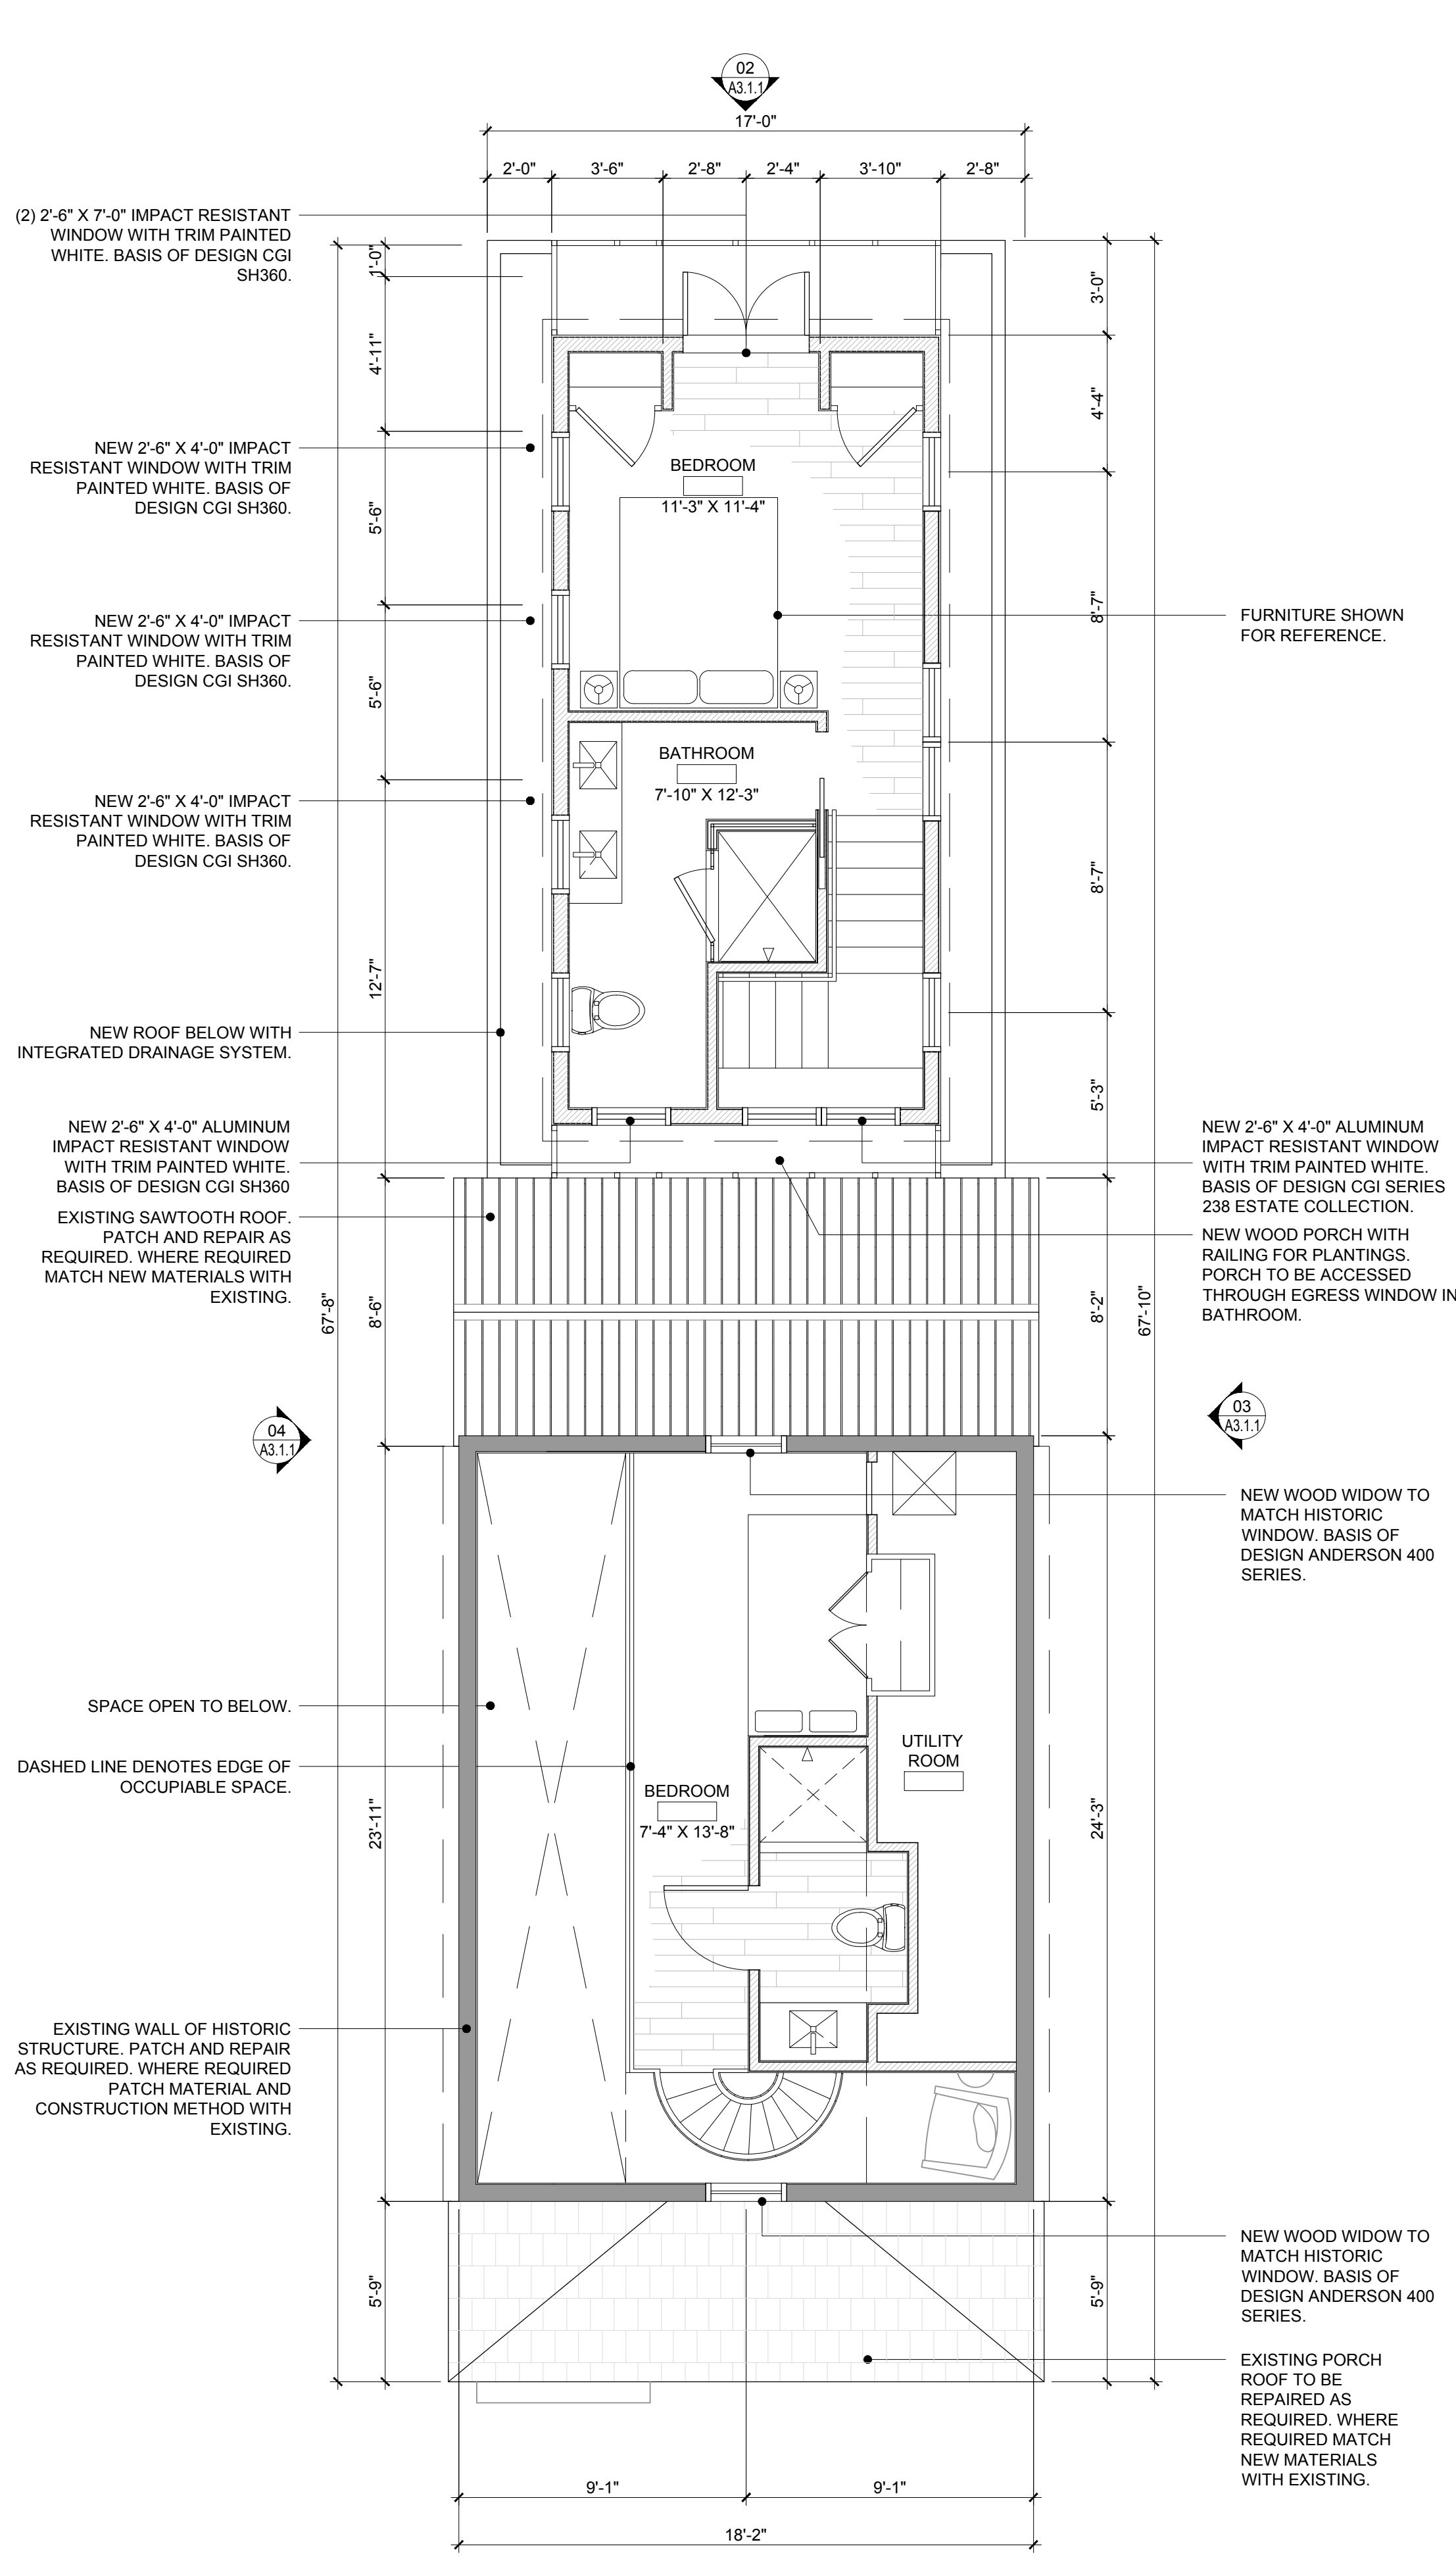 02
A3.1.1
17'-0"
2'-0"
3'-6"
2'-8"
2'-4"
3'-10"
2'-8"
(2) 2'-6" X 7'-0" IMPACT RESISTANT
WINDOW WITH TRIM PAINTED
WHITE. BASIS OF DESIGN CGI
SH360.
1'-0"
3'-0"
4'-11"
4'-4"
NEW 2'-6" X 4'-0" IMPACT
RESISTANT WINDOW WITH TRIM
PAINTED WHITE. BASIS OF
DESIGN CGI SH360.
BEDROOM
11'-3" X 11'-4"
5'-6"
8'-7"
FURNITURE SHOWN
FOR REFERENCE.
NEW 2'-6" X 4'-0" IMPACT
RESISTANT WINDOW WITH TRIM
PAINTED WHITE. BASIS OF
DESIGN CGI SH360.
5'-6"
BATHROOM
7'-10" X 12'-3"
NEW 2'-6" X 4'-0" IMPACT
RESISTANT WINDOW WITH TRIM
PAINTED WHITE. BASIS OF
DESIGN CGI SH360.
8'-7"
12'-7"
NEW ROOF BELOW WITH
INTEGRATED DRAINAGE SYSTEM.
5'-3"
NEW 2'-6" X 4'-0" ALUMINUM
IMPACT RESISTANT WINDOW
WITH TRIM PAINTED WHITE.
BASIS OF DESIGN CGI SH360
NEW 2'-6" X 4'-0" ALUMINUM
IMPACT RESISTANT WINDOW
WITH TRIM PAINTED WHITE.
BASIS OF DESIGN CGI SERIES
238 ESTATE COLLECTION.
EXISTING SAWTOOTH ROOF.
PATCH AND REPAIR AS
REQUIRED. WHERE REQUIRED
MATCH NEW MATERIALS WITH
EXISTING.
NEW WOOD PORCH WITH
RAILING FOR PLANTINGS.
PORCH TO BE ACCESSED
THROUGH EGRESS WINDOW IN
BATHROOM.
67'-8"
8'-6"
8'-2"
67'-10"
04
A3.1.1
03
A3.1.1
NEW WOOD WIDOW TO
MATCH HISTORIC
WINDOW. BASIS OF
DESIGN ANDERSON 400
SERIES.
SPACE OPEN TO BELOW.
UTILITY
ROOM
DASHED LINE DENOTES EDGE OF
OCCUPIABLE SPACE.
BEDROOM
7'-4" X 13'-8"
23'-11"
24'-3"
EXISTING WALL OF HISTORIC
STRUCTURE. PATCH AND REPAIR
AS REQUIRED. WHERE REQUIRED
PATCH MATERIAL AND
CONSTRUCTION METHOD WITH
EXISTING.
5'-9"
5'-9"
NEW WOOD WIDOW TO
MATCH HISTORIC
WINDOW. BASIS OF
DESIGN ANDERSON 400
SERIES.
EXISTING PORCH
ROOF TO BE
REPAIRED AS
REQUIRED. WHERE
REQUIRED MATCH
NEW MATERIALS
WITH EXISTING.
9'-1"
9'-1"
18'-2"